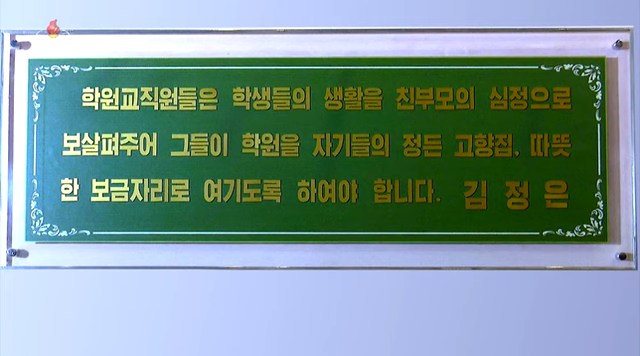 학원교직원들은 학생들의 생활을 친부모의 심정으로
보살펴주어 그들이 학원을 자기들의 정든 고향집, 따뜻
한 보금자리로 여기도록 하여야 합니다. 김정은